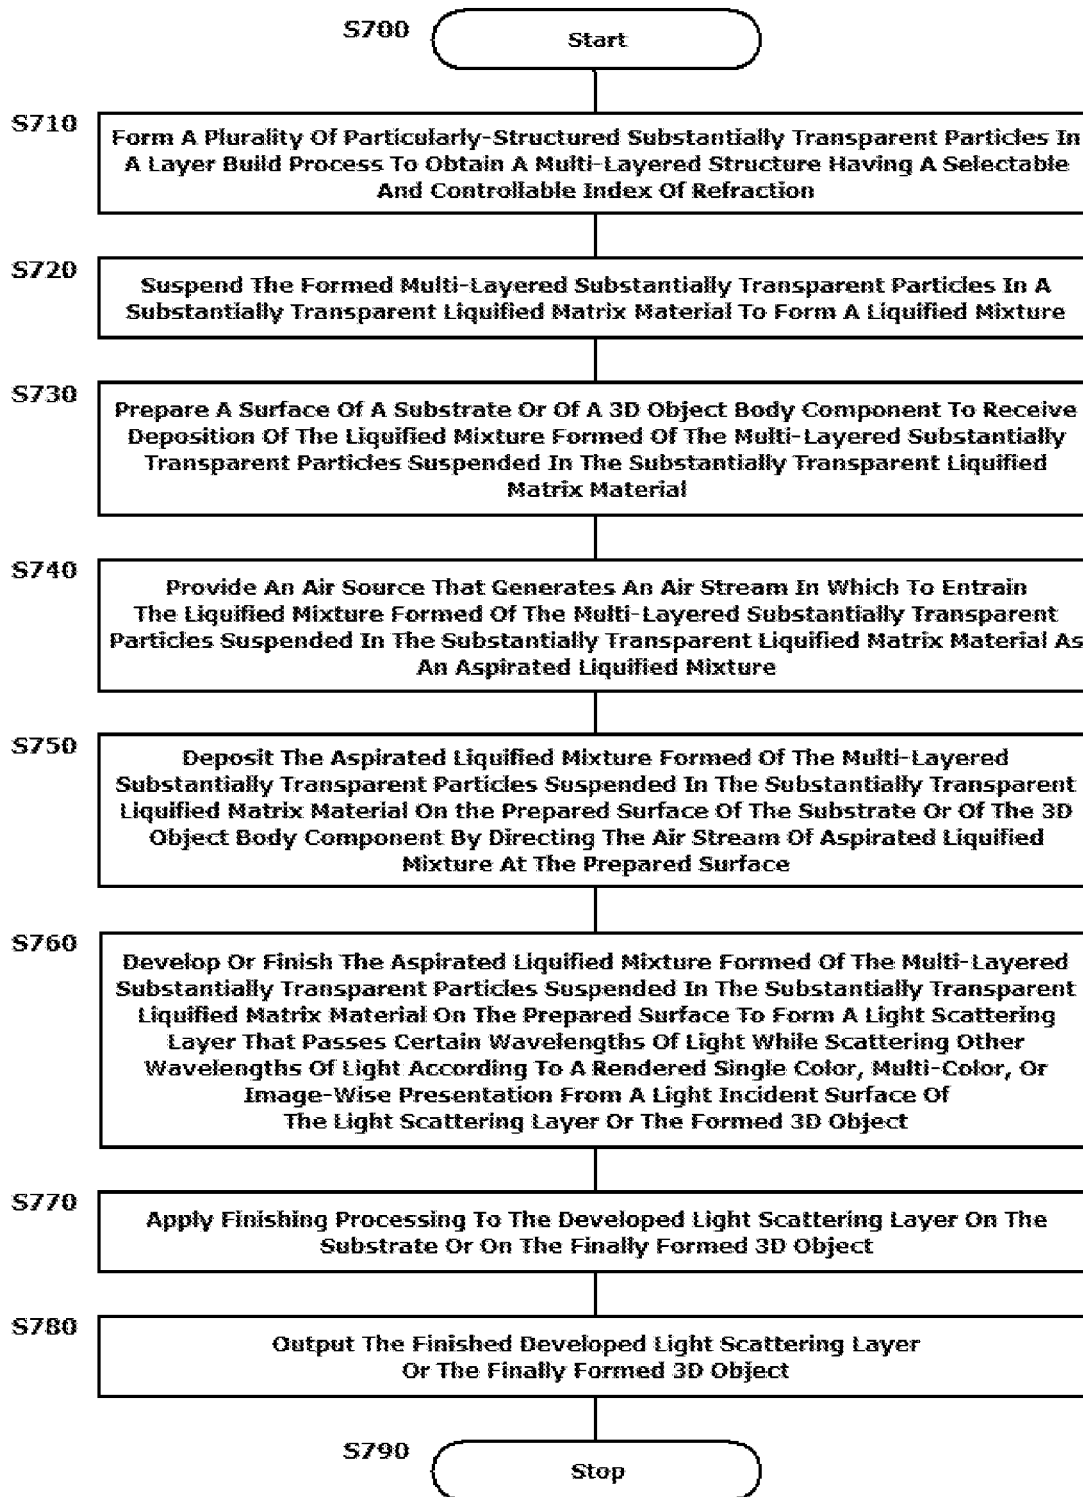 S700
Start
S710
Form A Plurality Of Particularly-Structured Substantially Transparent Particles In
A Layer Build Process To Obtain A Multi-Layered Structure Having A Selectable
And Controllable Index Of Refraction
S720
Suspend The Formed Multi-Layered Substantially Transparent Particles In A
Substantially Transparent Liquified Matrix Material To Form A Liquified Mixture
S730
Prepare A Surface Of A Substrate Or Of A 3D Object Body Component To Receive
Deposition Of The Liquified Mixture Formed Of The Multi-Layered Substantially
Transparent Particles Suspended In The Substantially Transparent Liquified
Matrix Material
S740
Provide An Air Source That Generates An Air Stream In Which To Entrain
The Liquified Mixture Formed Of The Multi-Layered Substantially Transparent
Particles Suspended In The Substantially Transparent Liquified Matrix Material As
An Aspirated Liquified Mixture
S750
Deposit The Aspirated Liquified Mixture Formed Of The Multi-Layered
Substantially Transparent Particles Suspended In The Substantially Transparent
Liquified Matrix Material On the Prepared Surface Of The Substrate Or Of The 3D
Object Body Component By Directing The Air Stream Of Aspirated Liquified
Mixture At The Prepared Surface
S760
Develop Or Finish The Aspirated Liquified Mixture Formed Of The Multi-Layered
Substantially Transparent Particles Suspended In The Substantially Transparent
Liquified Matrix Material On The Prepared Surface To Form A Light Scattering
Layer That Passes Certain Wavelengths Of Light While Scattering Other
Wavelengths Of Light According To A Rendered Single Color, Multi-Color, Or
Image-Wise Presentation From A Light Incident Surface Of
The Light Scattering Layer Or The Formed 3D Object
S770
Apply Finishing Processing To The Developed Light Scattering Layer On The
Substrate Or On The Finally Formed 3D Object
S780
Output The Finished Developed Light Scattering Layer
Or The Finally Formed 3D Object
S790
Stop